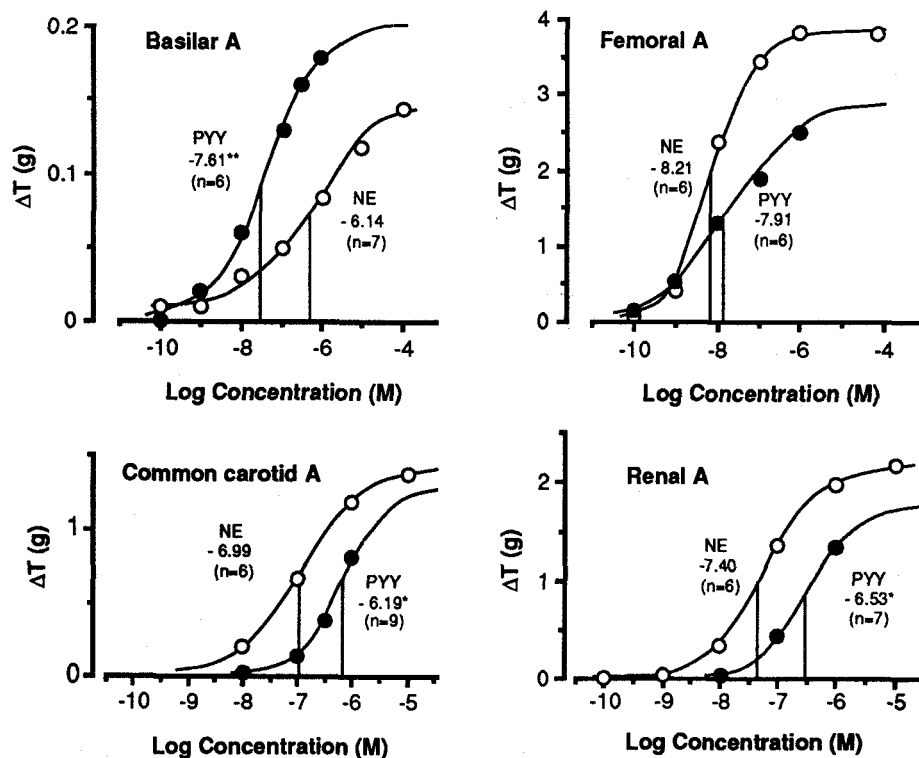 Basilar A
0.2
0.1
0
ΔT (g)
PYY
-7.61**
(n=6)
NE
- 6.14
(n=7)
-10
-8
-6
-4
Log Concentration (M)
Femoral A
4
3
2
1
0
ΔT (g)
NE
- 8.21
(n=6)
PYY
-7.91
(n=6)
-10
-8
-6
-4
Log Concentration (M)
Common carotid A
1
0
ΔT (g)
NE
- 6.99
(n=6)
PYY
- 6.19*
(n=9)
-10
-9
-8
-7
-6
-5
Log Concentration (M)
Renal A
2
1
0
ΔT (g)
NE
-7.40
(n=6)
PYY
- 6.53*
(n=7)
-10
-9
-8
-7
-6
-5
Log Concentration (M)